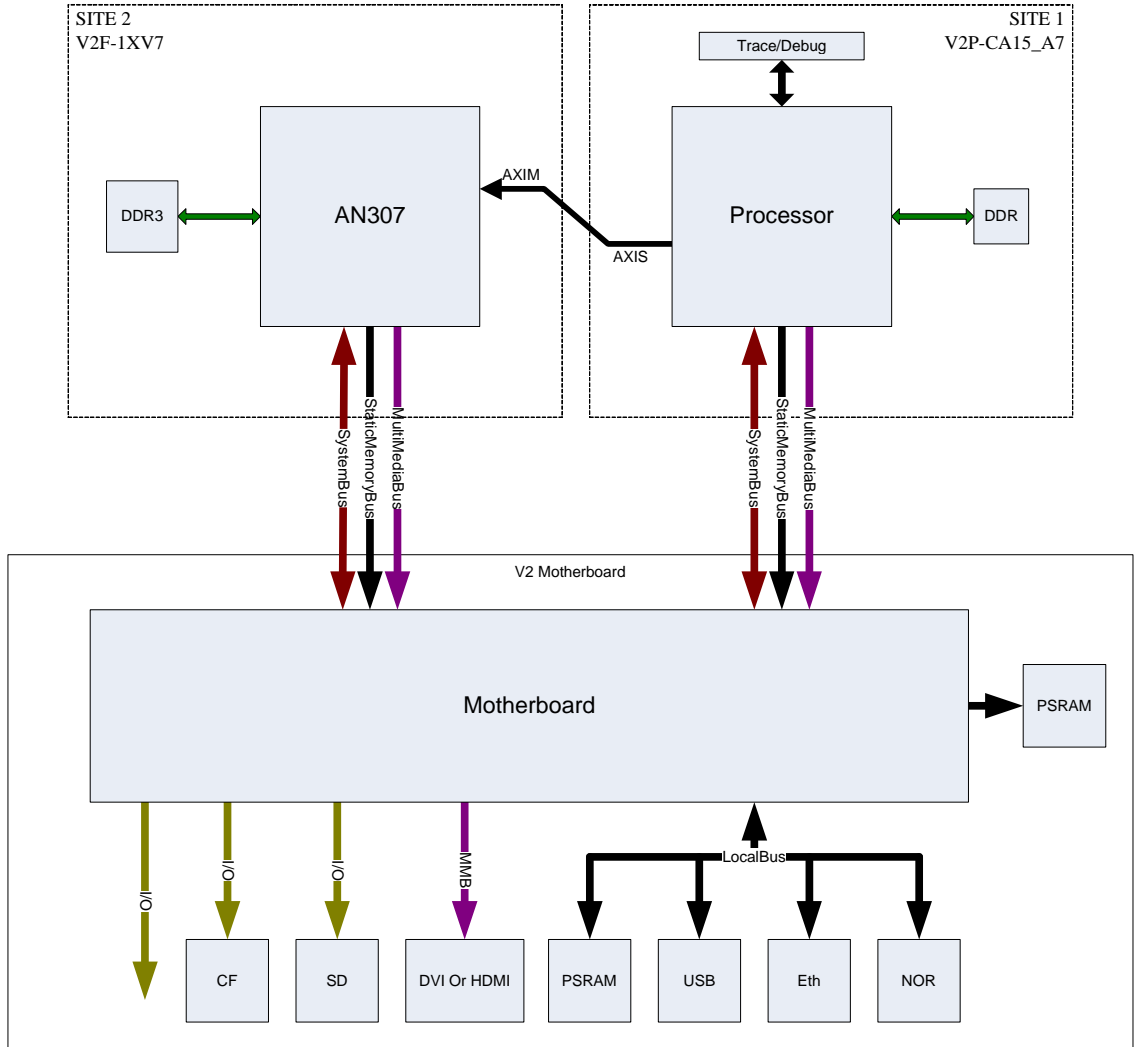 SITE 2
V2F-1XV7
SITE 1
V2P-CA15_A7
Trace/Debug
AN307
Processor
DDR3
DDR
AXIM
AXIS
SystemBus
StaticMemoryBus
MultiMediaBus
SystemBus
StaticMemoryBus
MultiMediaBus
V2 Motherboard
Motherboard
PSRAM
I/O
I/O
I/O
MMB
LocalBus
CF
SD
DVI Or HDMI
PSRAM
USB
Eth
NOR